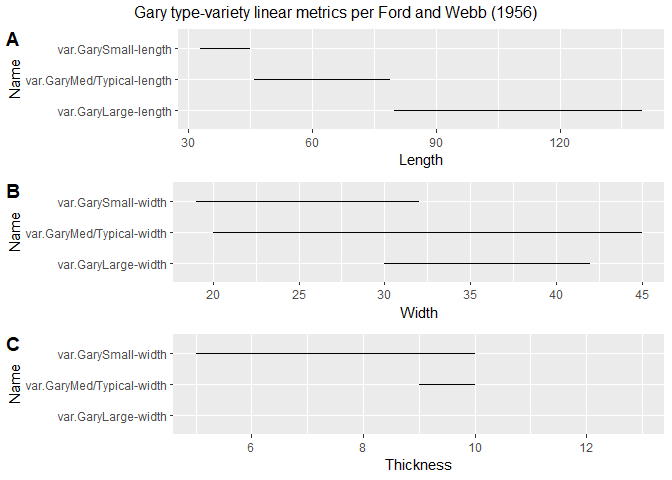 Gary type-variety linear metrics per Ford and Webb (1956)
A
Name
var.GarySmall-length
var.GaryMed/Typical-length
var.GaryLarge-length
30 60 90 120
Length
B
Name
var.GarySmall-width
var.GaryMed/Typical-width
var.GaryLarge-width
20 25 30 35 40 45
Width
C
Name
var.GarySmall-width
var.GaryMed/Typical-width
var.GaryLarge-width
6 8 10 12
Thickness